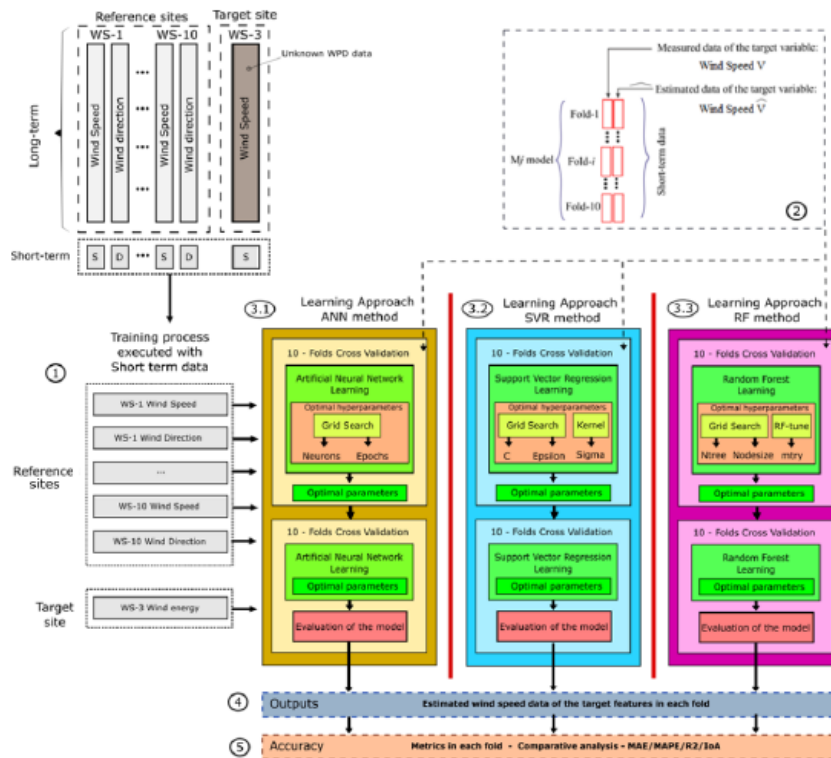 Reference sites
Target site
WS-1
WS-10
WS-3
Unknown WPD data
Long-term
Wind Speed
Wind direction
Wind Speed
Wind direction
Wind Speed
Short-term
S
D
S
D
S
Measured data of the target variable:
Wind Speed V
Estimated data of the target variable:
Wind Speed V̂
Fold-1
Mj model
Fold-i
Short-term data
Fold-10
2
Training process
executed with
Short term data
1
WS-1 Wind Speed
WS-1 Wind Direction
...
Reference
sites
WS-10 Wind Speed
WS-10 Wind Direction
Target
site
WS-3 Wind energy
3.1
Learning Approach
ANN method
10 - Folds Cross Validation
Artificial Neural Network
Learning
Optimal hyperparameters
Grid Search
Neurons
Epochs
Optimal parameters
10 - Folds Cross Validation
Artificial Neural Network
Learning
Optimal parameters
Evaluation of the model
3.2
Learning Approach
SVR method
10 - Folds Cross Validation
Support Vector Regression
Learning
Optimal hyperparameters
Grid Search
Kernel
C
Epsilon
Sigma
Optimal parameters
10 - Folds Cross Validation
Support Vector Regression
Learning
Optimal parameters
Evaluation of the model
3.3
Learning Approach
RF method
10 - Folds Cross Validation
Random Forest
Learning
Optimal hyperparameters
Grid Search
RF-tune
Ntree
Nodesize
mtry
Optimal parameters
10 - Folds Cross Validation
Random Forest
Learning
Optimal parameters
Evaluation of the model
4
Outputs
Estimated wind speed data of the target features in each fold
5
Accuracy
Metrics in each fold - Comparative analysis - MAE/MAPE/R2/IoA